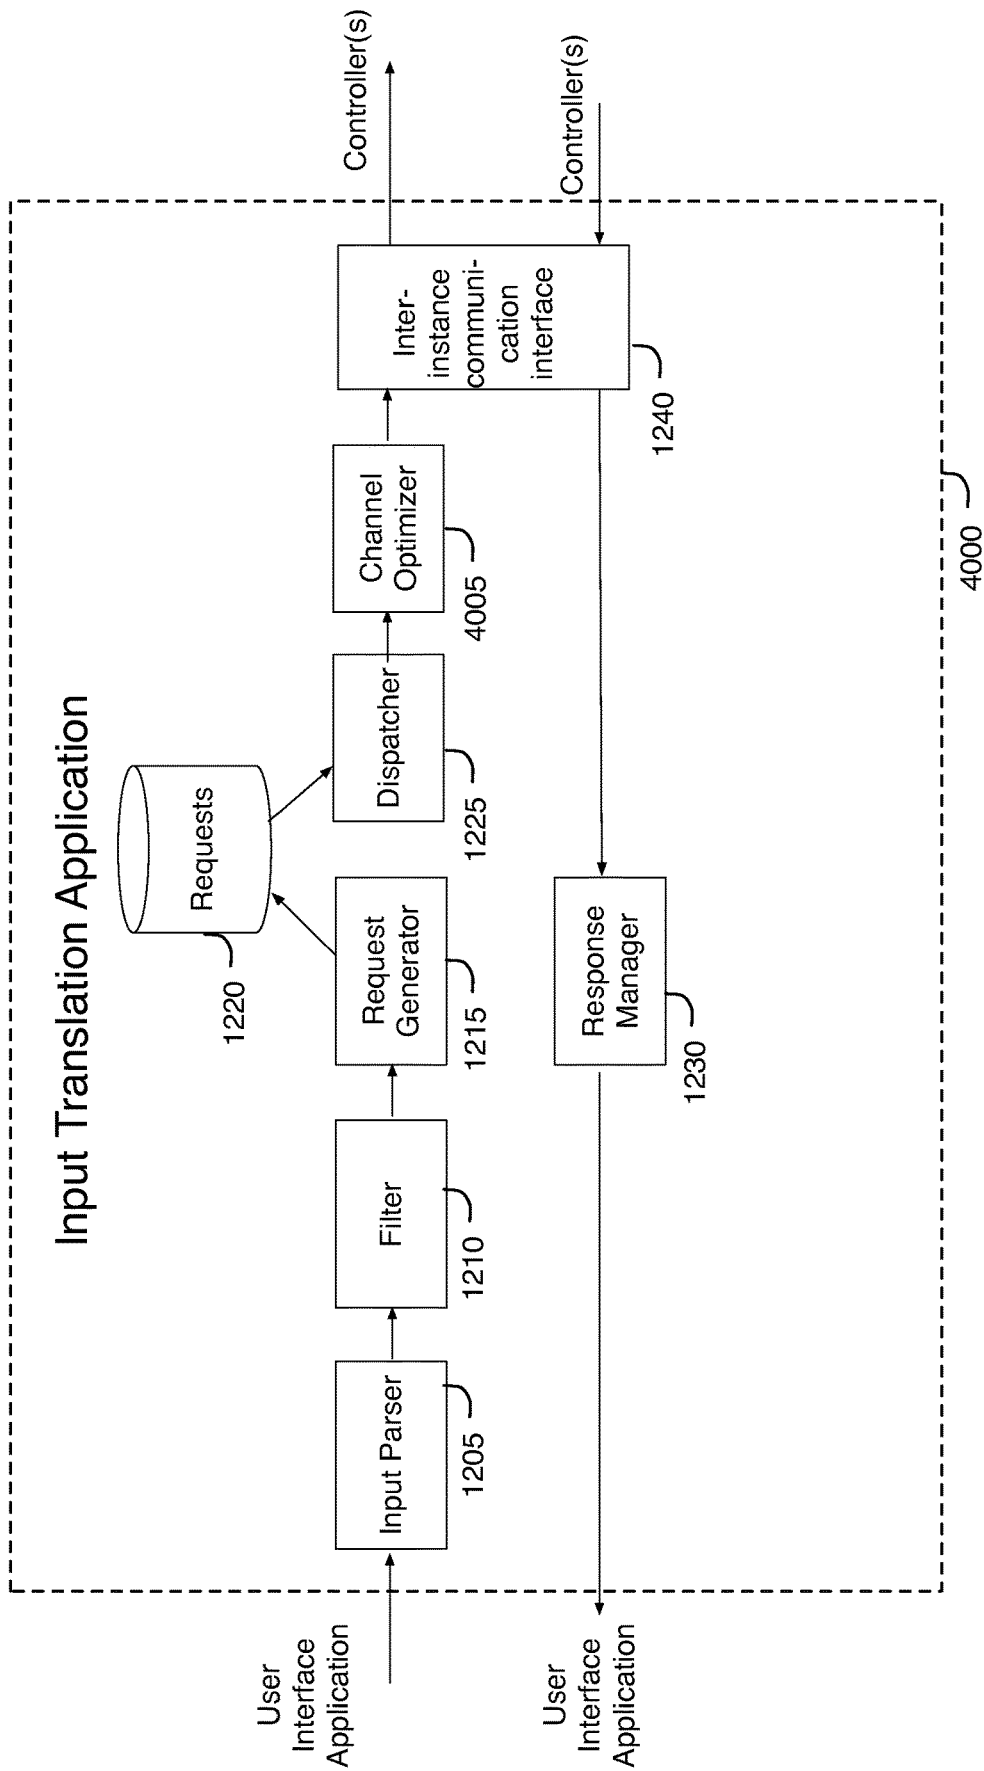 Input Translation Application
Requests
1220
User
Interface
Application
Input Parser
1205
Filter
1210
Request
Generator
1215
Dispatcher
1225
Channel
Optimizer
4005
Inter-
instance
communi-
cation
interface
1240
Controller(s)
Controller(s)
Response
Manager
1230
User
Interface
Application
4000